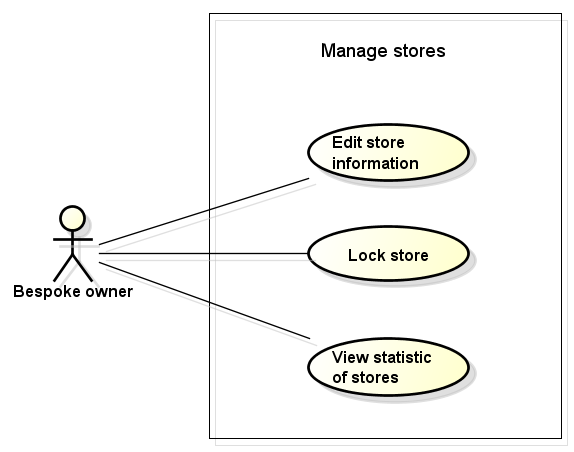 Manage stores
Edit store
information
Lock store
Bespoke owner
View statistic
of stores